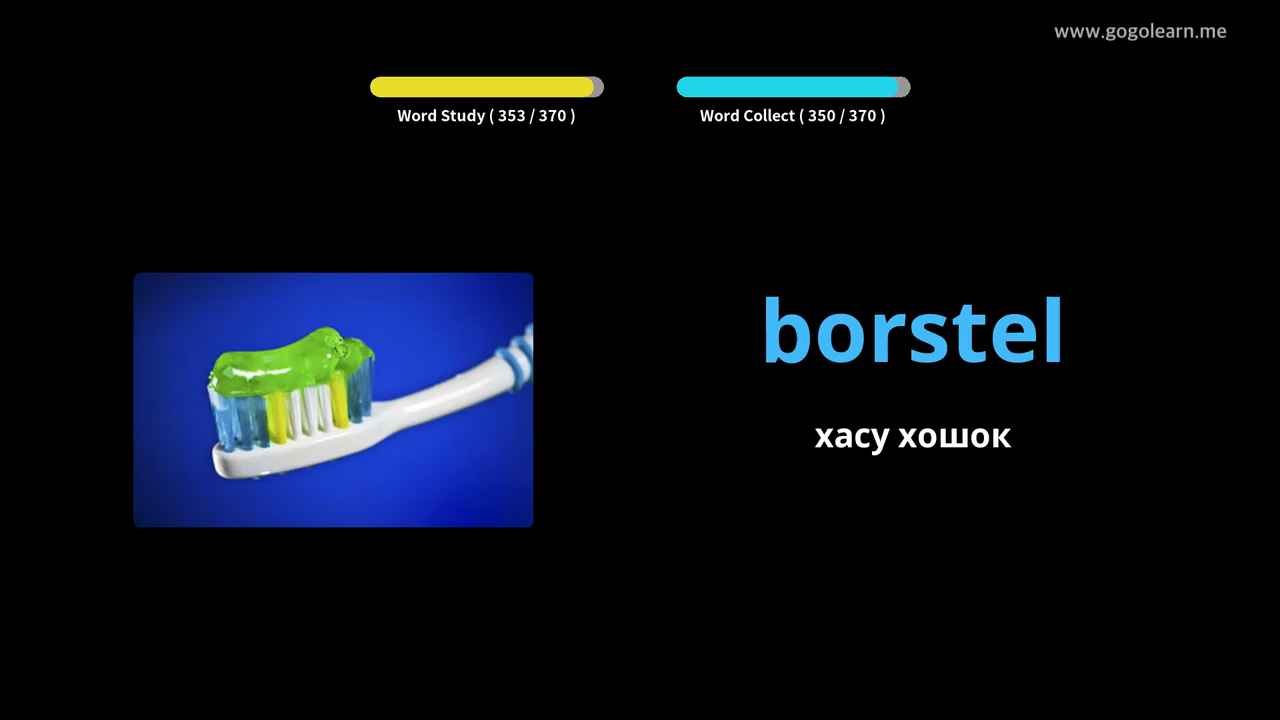 www.gogolearn.me
Word Study ( 353 / 370 )
Word Collect ( 350 / 370 )
borstel
хасу хошок